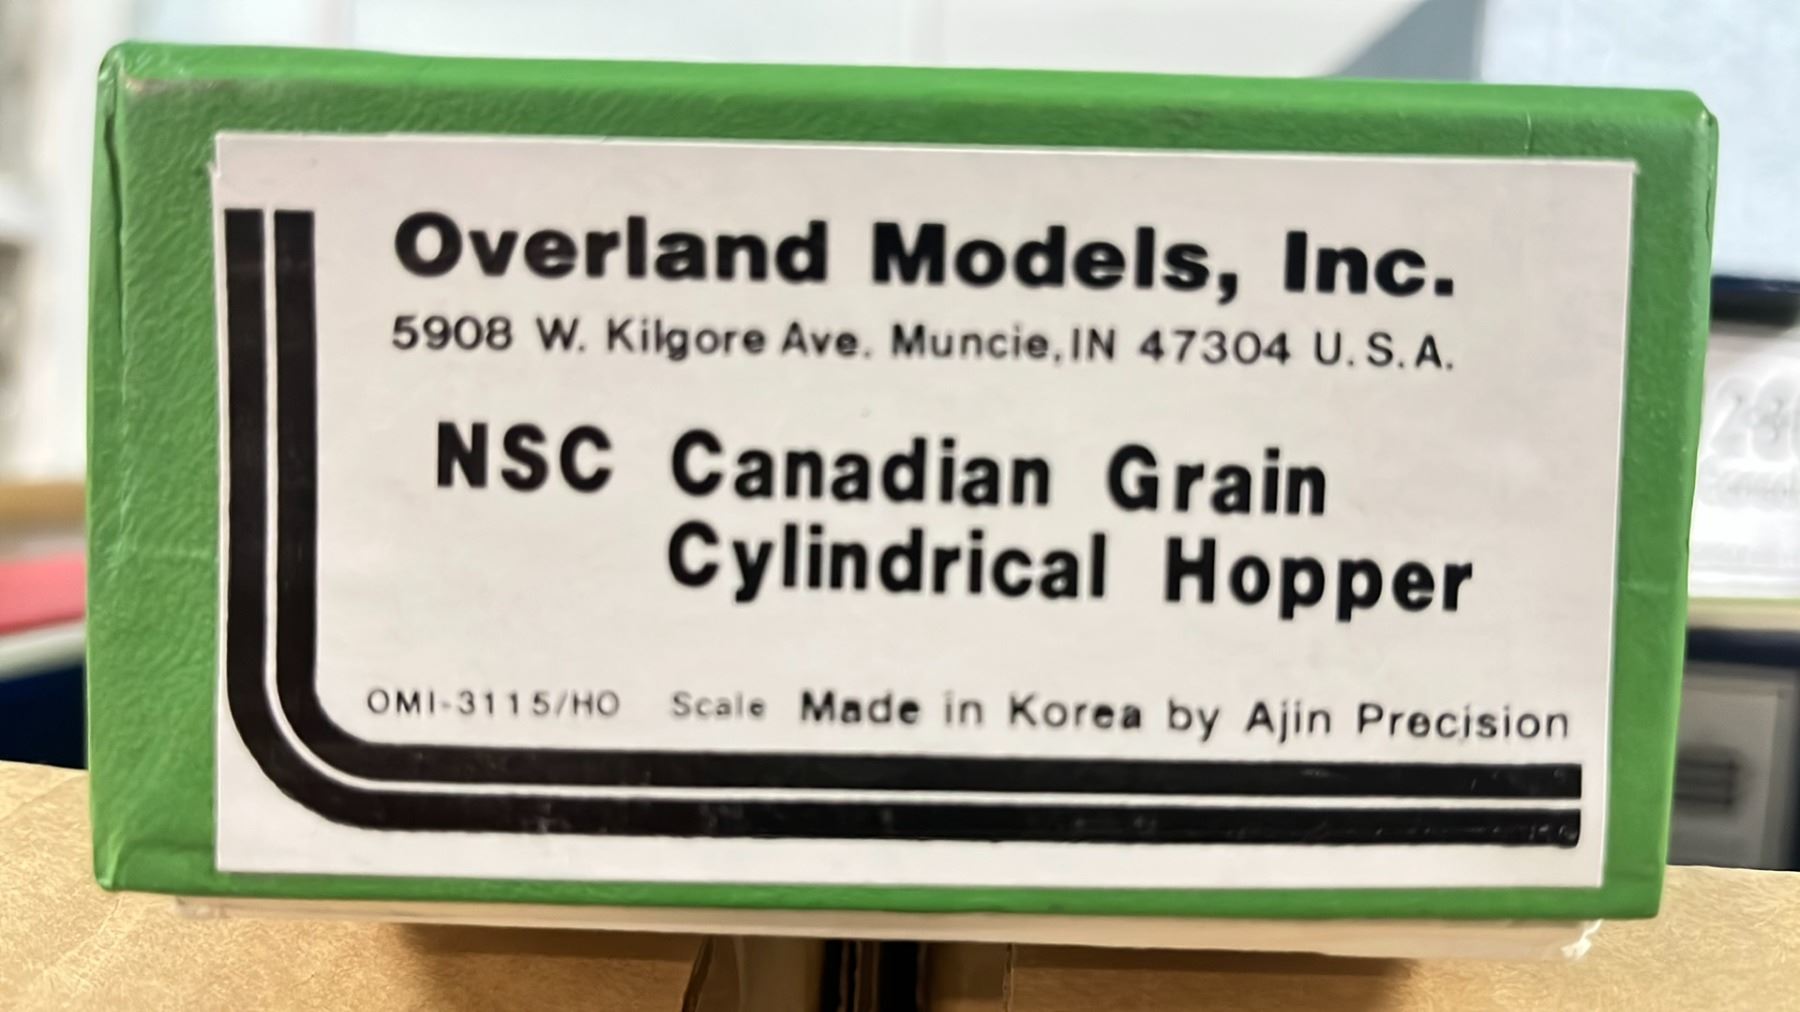 Overland Models, Inc.
5908 W. Kilgore Ave. Muncie, IN 47304 U.S.A.
NSC Canadian Grain
Cylindrical Hopper
OMI-3115/HO Scale Made in Korea by Ajin Precision